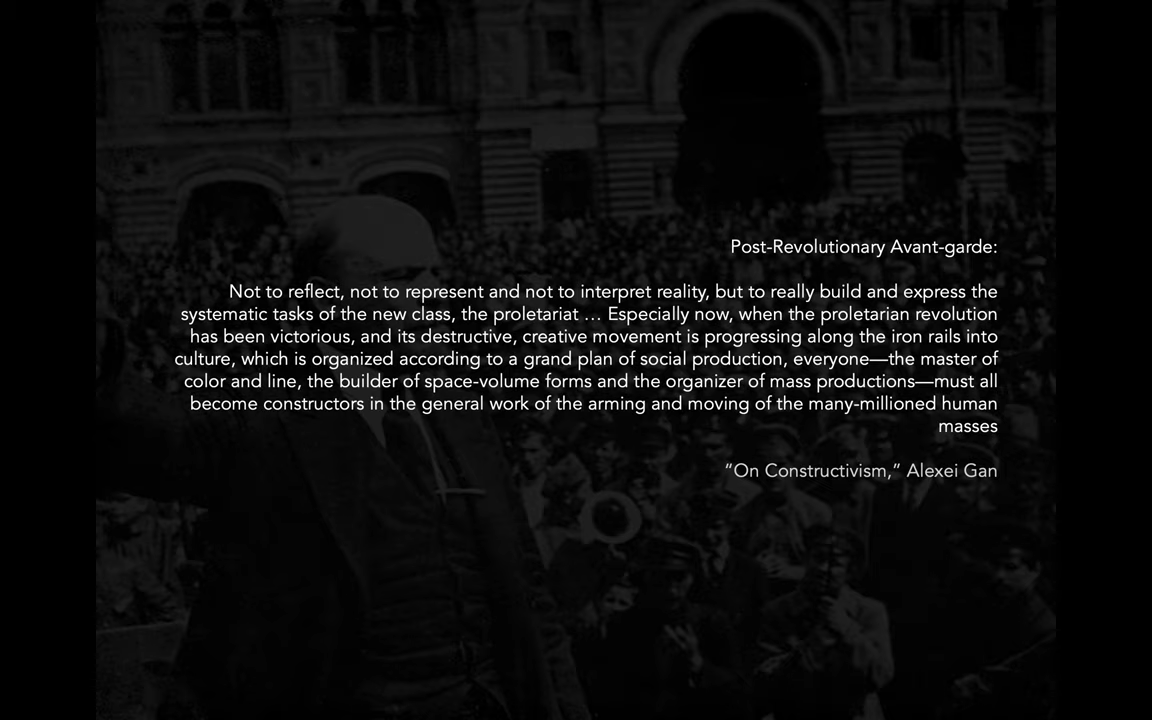 Post-Revolutionary Avant-garde:
Not to reflect, not to represent and not to interpret reality, but to really build and express the
systematic tasks of the new class, the proletariat … Especially now, when the proletarian revolution
has been victorious, and its destructive, creative movement is progressing along the iron rails into
culture, which is organized according to a grand plan of social production, everyone—the master of
color and line, the builder of space-volume forms and the organizer of mass productions—must all
become constructors in the general work of the arming and moving of the many-millioned human
masses
“On Constructivism,” Alexei Gan